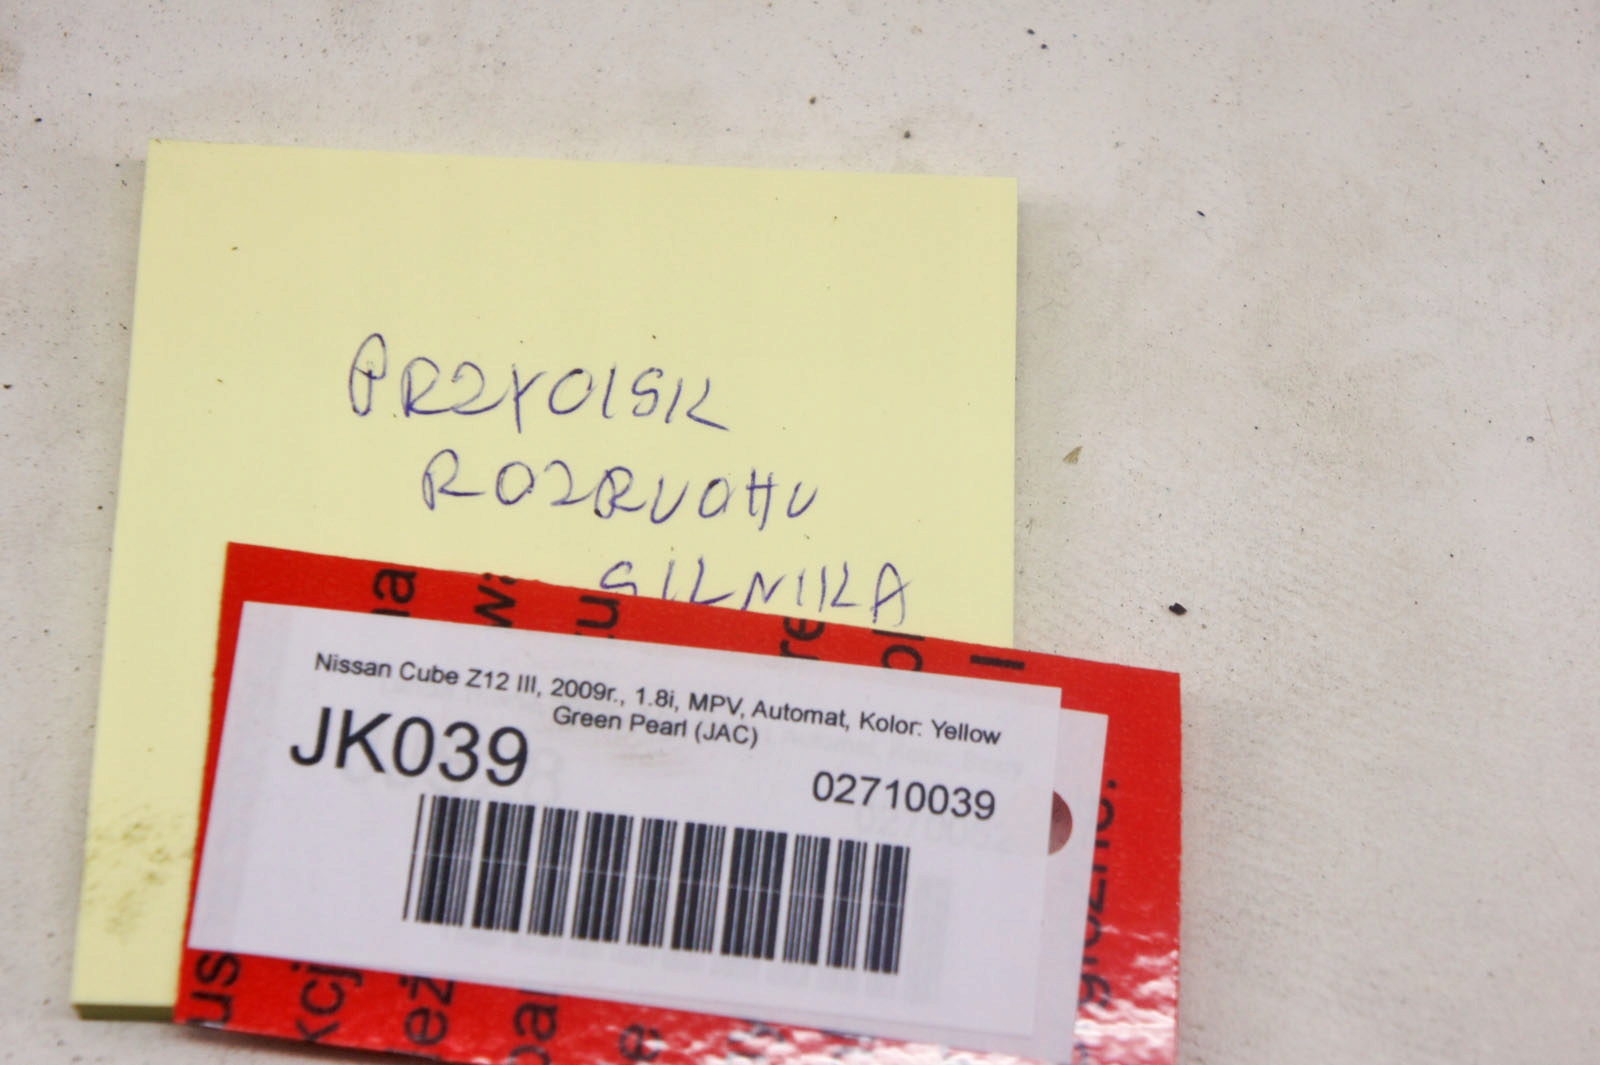 PRZYCISK
ROZRUCHU
SILNIKA
Nissan Cube Z12 III, 2009r., 1.8i, MPV, Automat, Kolor: Yellow
Green Pearl (JAC)
JK039
02710039